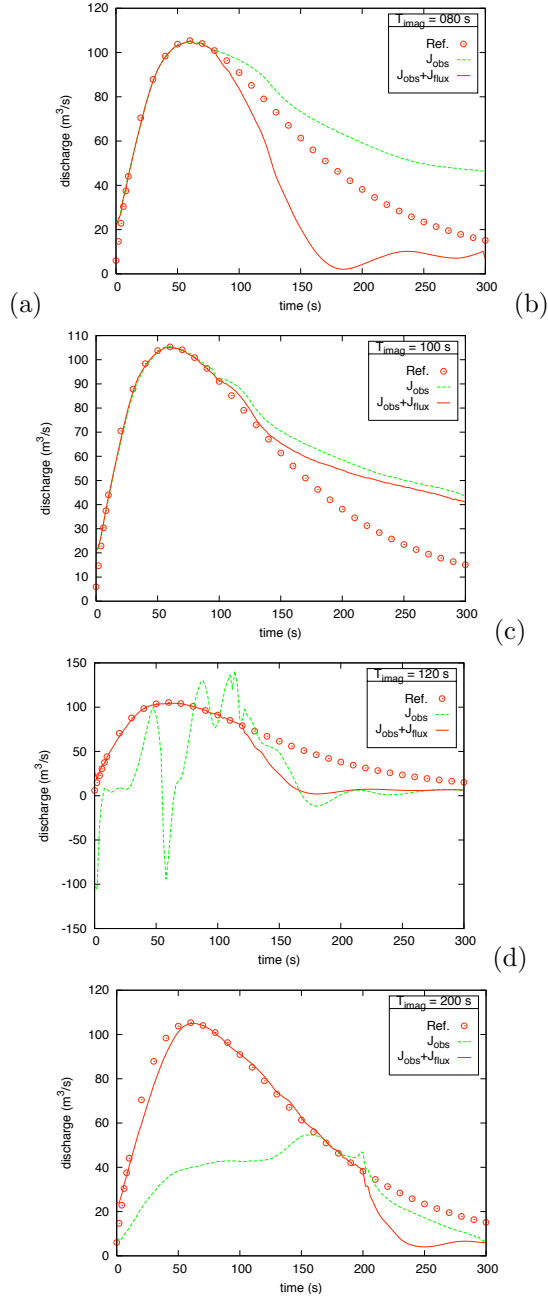 T_imag = 080 s
Ref.
J_obs
J_obs+J_flux
120
100
80
60
40
20
0
discharge (m³/s)
0 50 100 150 200 250 300
time (s)
(a) (b)
T_imag = 100 s
Ref.
J_obs
J_obs+J_flux
110
100
90
80
70
60
50
40
30
20
10
0
discharge (m³/s)
0 50 100 150 200 250 300
time (s)
(c)
T_imag = 120 s
Ref.
J_obs
J_obs+J_flux
150
100
50
0
-50
-100
-150
discharge (m³/s)
0 50 100 150 200 250 300
time (s)
(d)
T_imag = 200 s
Ref.
J_obs
J_obs+J_flux
120
100
80
60
40
20
0
discharge (m³/s)
0 50 100 150 200 250 300
time (s)